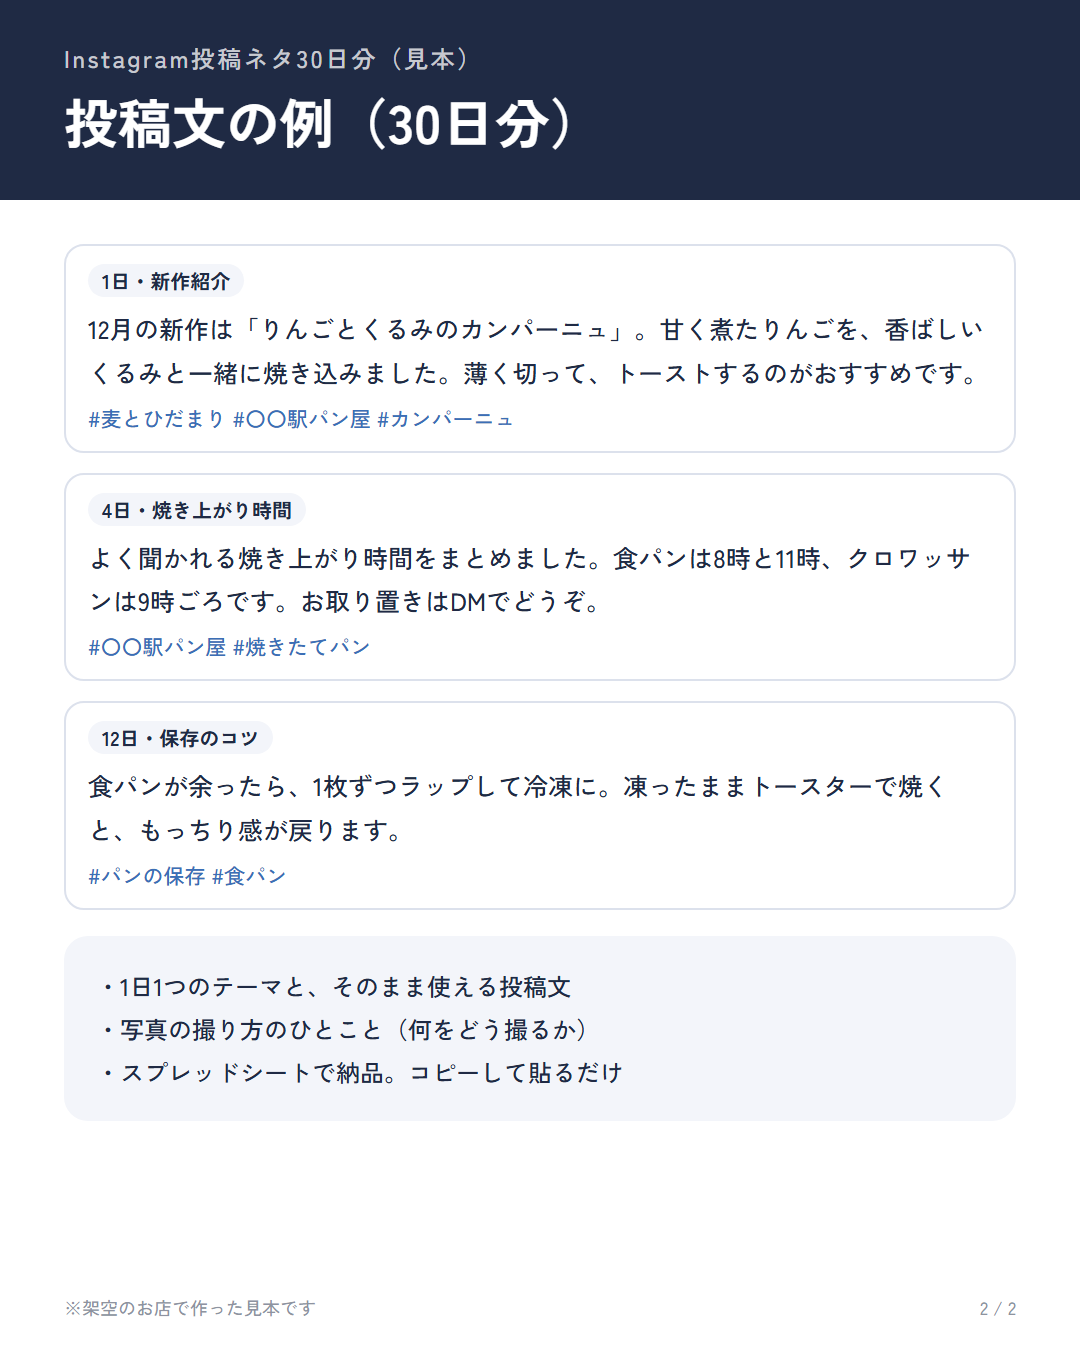 Instagram投稿ネタ30日分（見本）
投稿文の例（30日分）
1日・新作紹介
12月の新作は「りんごとくるみのカンパーニュ」。甘く煮たりんごを、香ばしい
くるみと一緒に焼き込みました。薄く切って、トーストするのがおすすめです。
#麦とひだまり #〇〇駅パン屋 #カンパーニュ
4日・焼き上がり時間
よく聞かれる焼き上がり時間をまとめました。食パンは8時と11時、クロワッサ
ンは9時ごろです。お取り置きはDMでどうぞ。
#〇〇駅パン屋 #焼きたてパン
12日・保存のコツ
食パンが余ったら、1枚ずつラップして冷凍に。凍ったままトースターで焼く
と、もっちり感が戻ります。
#パンの保存 #食パン
・1日1つのテーマと、そのまま使える投稿文
・写真の撮り方のひとこと（何をどう撮るか）
・スプレッドシートで納品。コピーして貼るだけ
※架空のお店で作った見本です
2 / 2